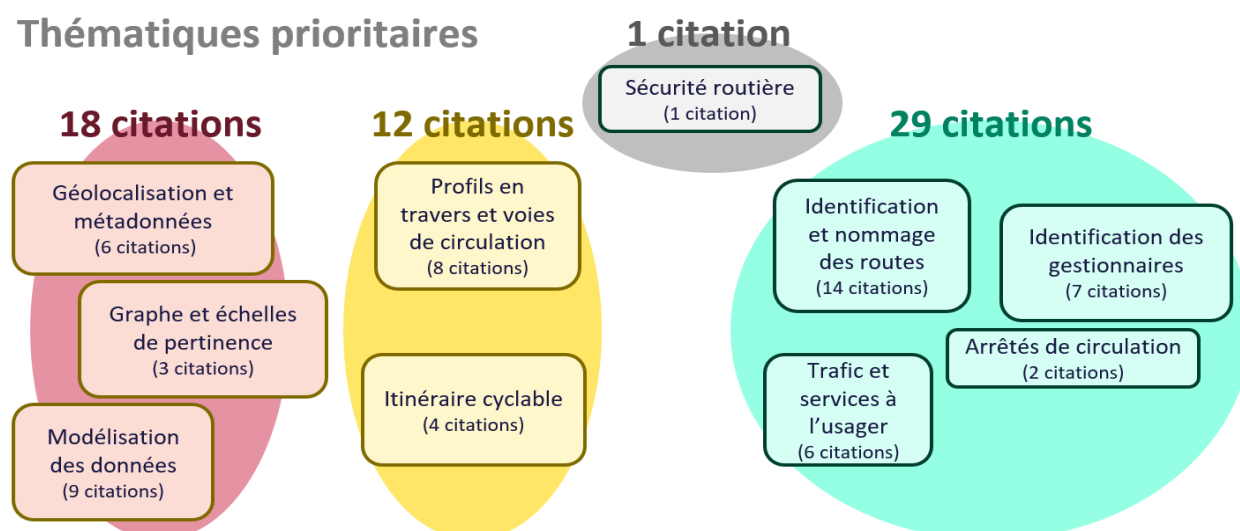 Thématiques prioritaires
1 citation
Sécurité routière
(1 citation)
18 citations
Géolocalisation et
métadonnées
(6 citations)
Graphe et échelles
de pertinence
(3 citations)
Modélisation
des données
(9 citations)
12 citations
Profils en
travers et voies
de circulation
(8 citations)
Itinéraire cyclable
(4 citations)
29 citations
Identification
et nommage
des routes
(14 citations)
Identification des
gestionnaires
(7 citations)
Arrêtés de circulation
(2 citations)
Trafic et
services à
l’usager
(6 citations)